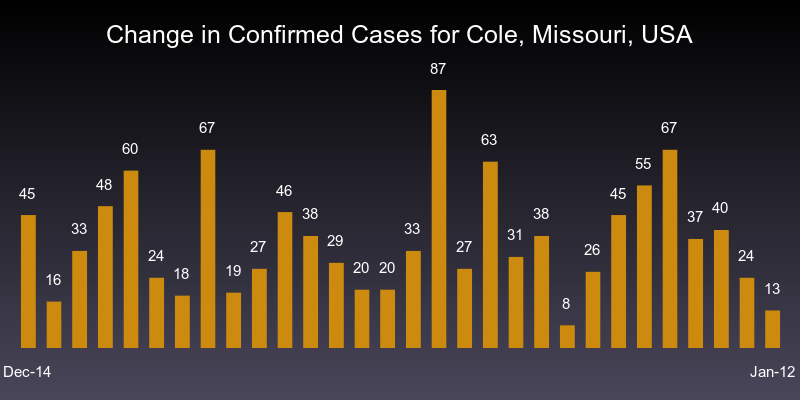 Change in Confirmed Cases for Cole, Missouri, USA
45 16 33 48 60 24 18 67 19 27 46 38 29 20 20 33 87 27 63 31 38 8 26 45 55 67 37 40 24 13
Dec-14 Jan-12